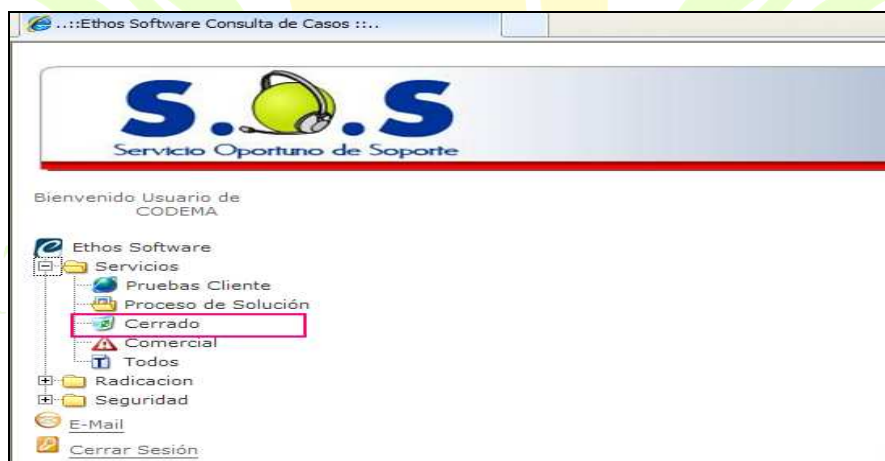 ..::Ethos Software Consulta de Casos ::..
S.O.S
Servicio Oportuno de Soporte
Bienvenido Usuario de
CODEMA
Ethos Software
Servicios
Pruebas Cliente
Proceso de Solución
Cerrado
Comercial
Todos
Radicacion
Seguridad
E-Mail
Cerrar Sesión